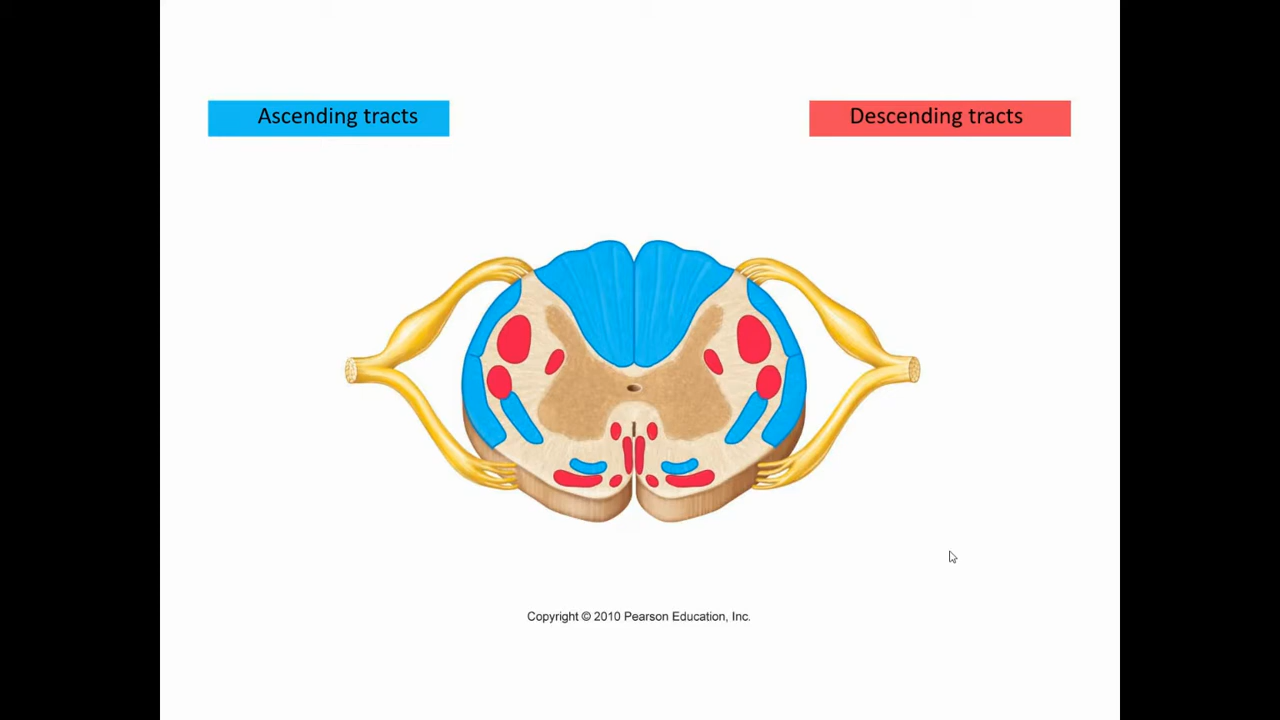 Ascending tracts
Descending tracts
Copyright © 2010 Pearson Education, Inc.